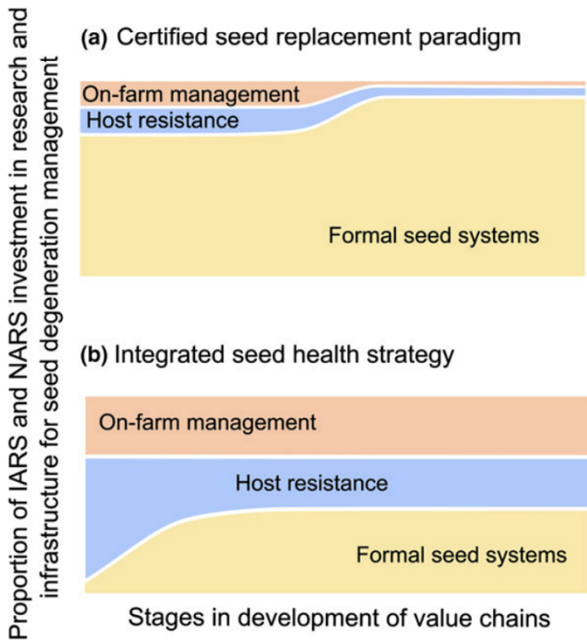 Proportion of IARS and NARS investment in research and
infrastructure for seed degeneration management
(a) Certified seed replacement paradigm
On-farm management
Host resistance
Formal seed systems
(b) Integrated seed health strategy
On-farm management
Host resistance
Formal seed systems
Stages in development of value chains